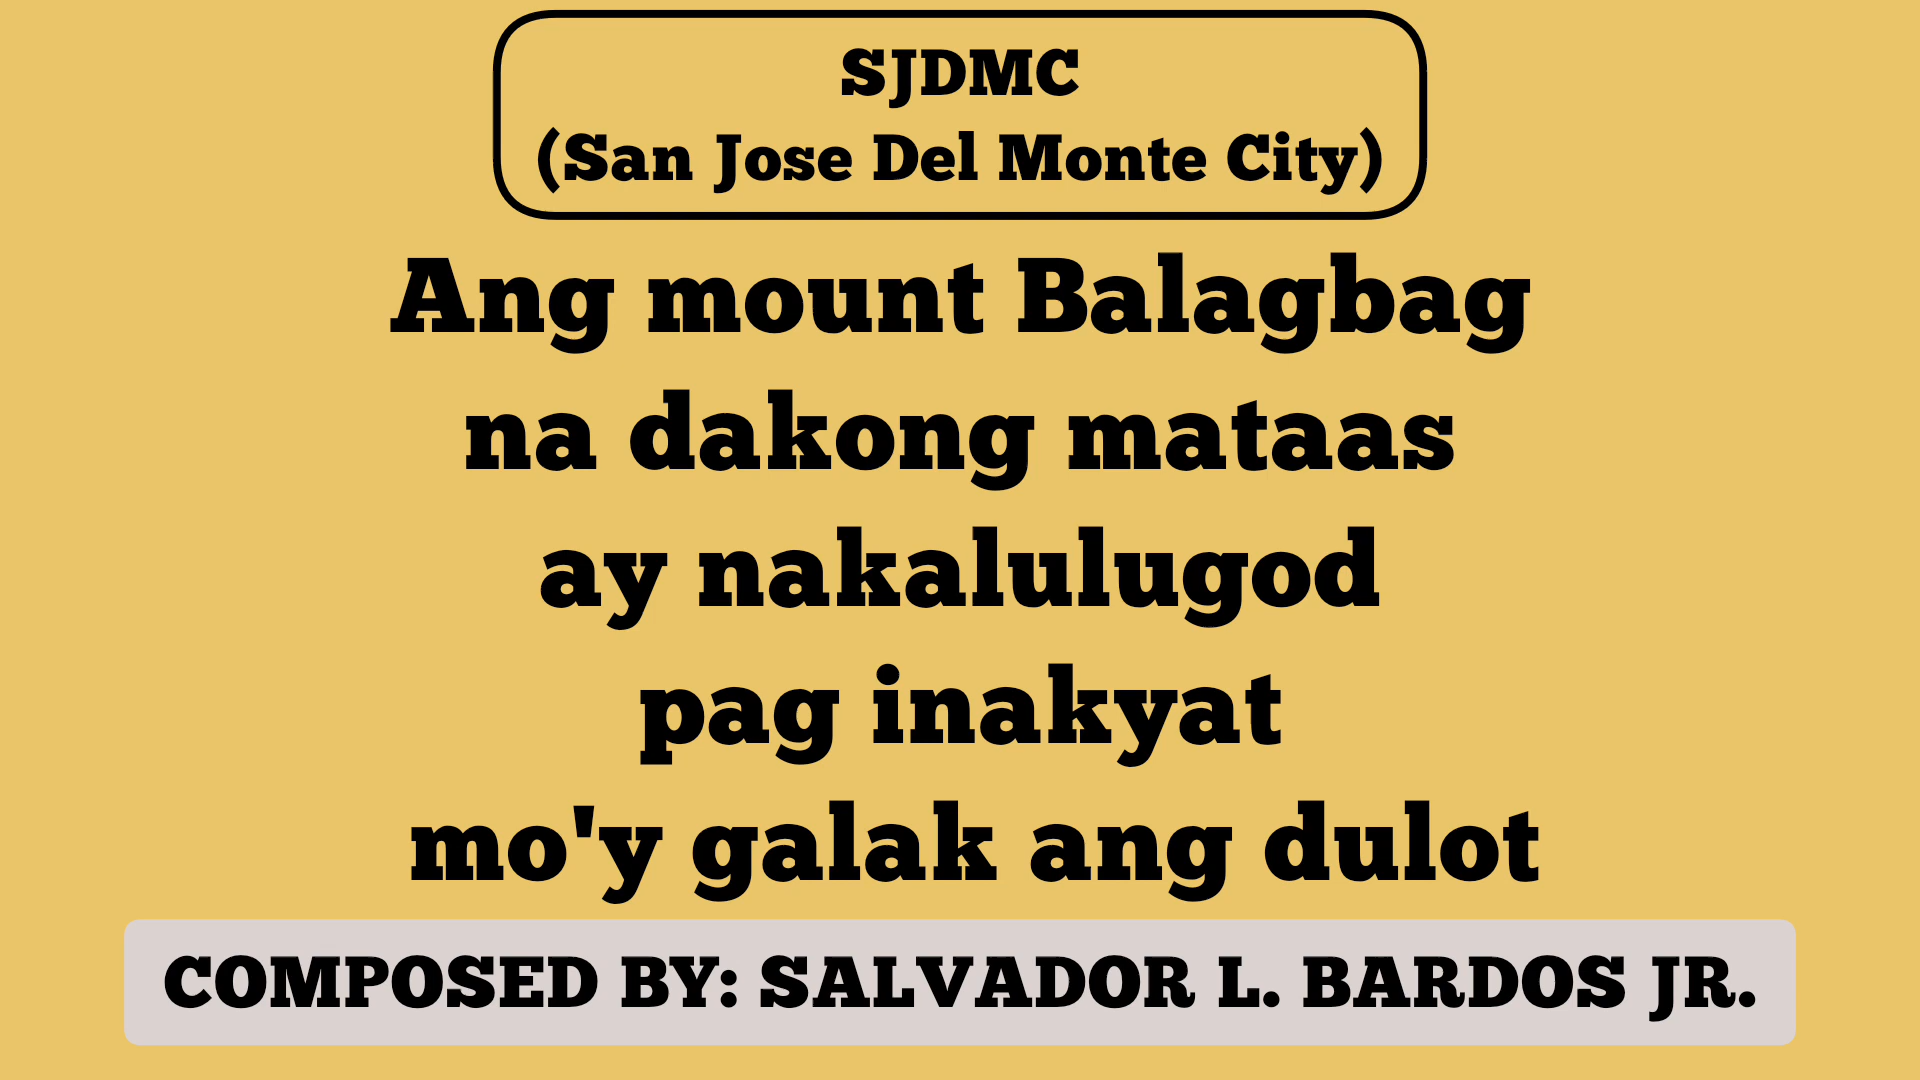 SJDMC
(San Jose Del Monte City)
Ang mount Balagbag
na dakong mataas
ay nakalulugod
pag inakyat
mo'y galak ang dulot
COMPOSED BY: SALVADOR L. BARDOS JR.